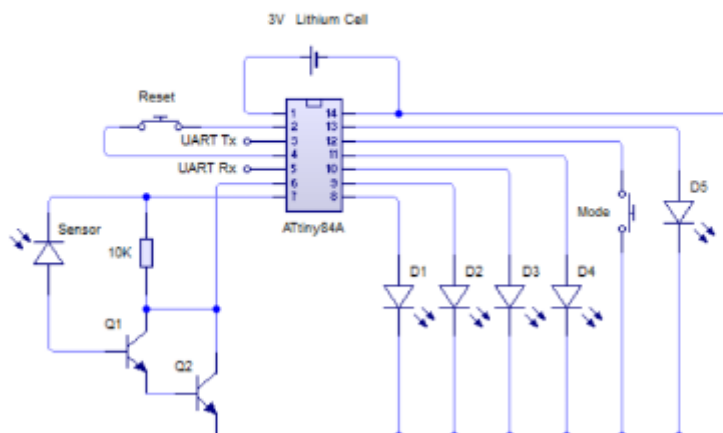 3V Lithium Cell
Reset
1 14
2 13
UART Tx 3 12
4 11
UART Rx 5 10
6 9
7 8
ATtiny84A
Sensor
10K
Mode
D5
D1 D2 D3 D4
Q1
Q2